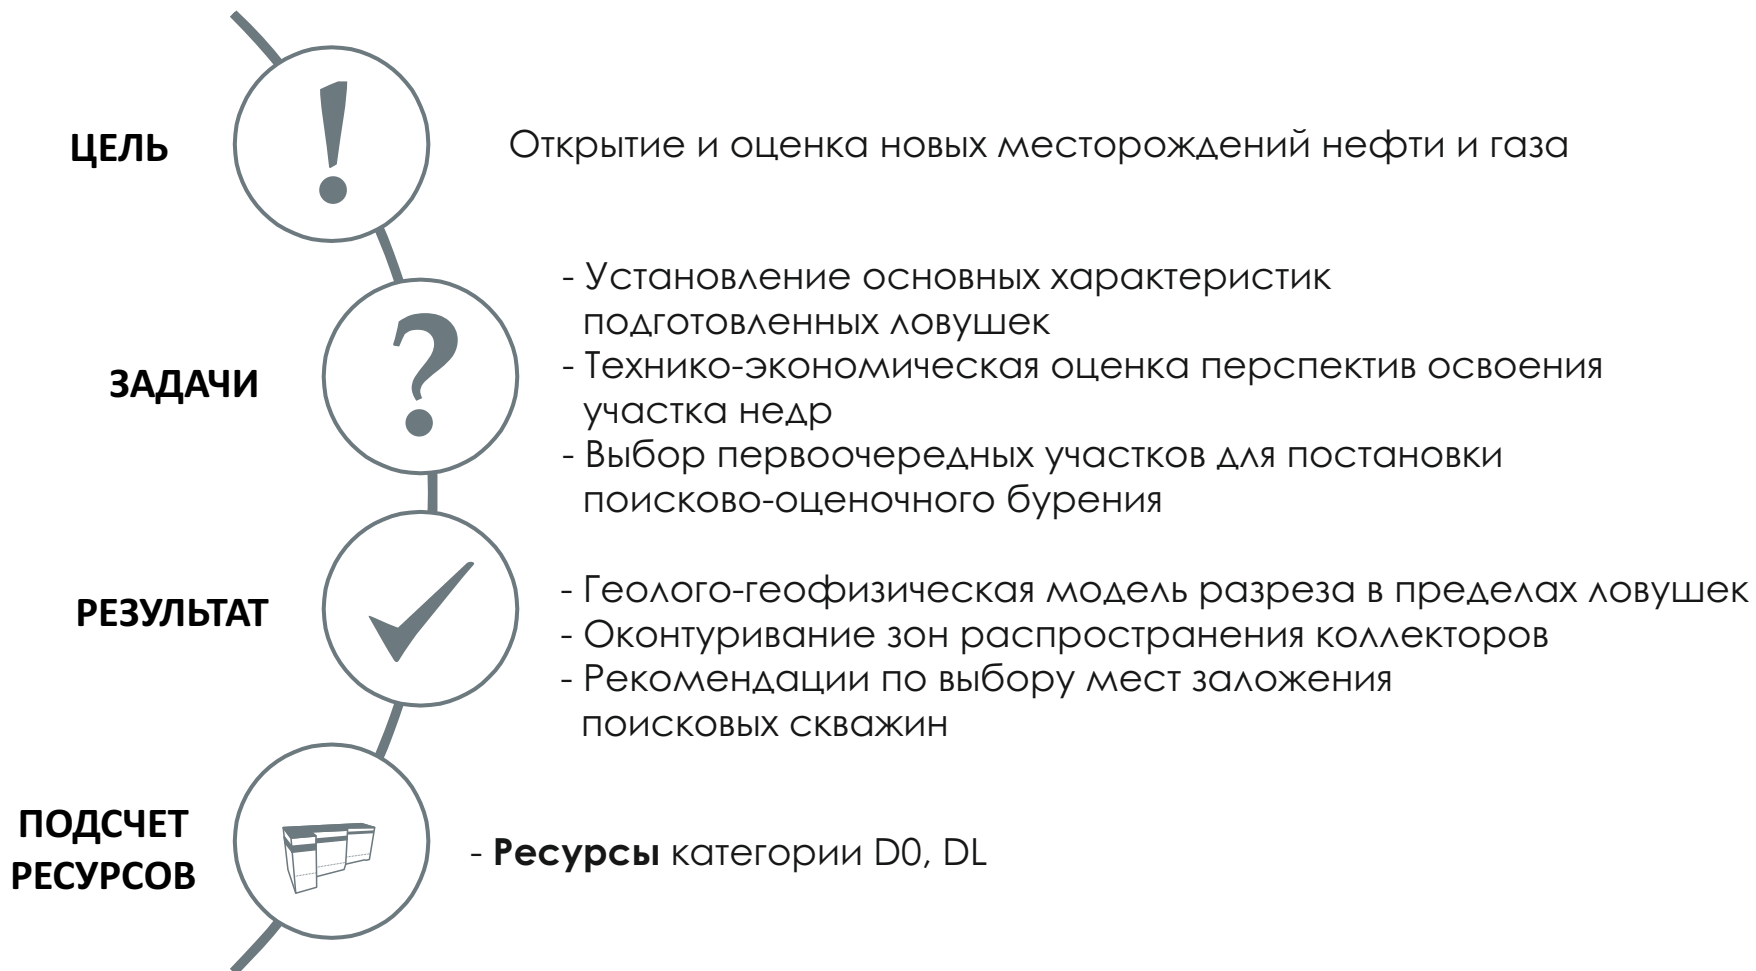 ЦЕЛЬ
Открытие и оценка новых месторождений нефти и газа
ЗАДАЧИ
- Установление основных характеристик
подготовленных ловушек
- Технико-экономическая оценка перспектив освоения
участка недр
- Выбор первоочередных участков для постановки
поисково-оценочного бурения
РЕЗУЛЬТАТ
- Геолого-геофизическая модель разреза в пределах ловушек
- Оконтуривание зон распространения коллекторов
- Рекомендации по выбору мест заложения
поисковых скважин
ПОДСЧЕТ
РЕСУРСОВ
- Ресурсы категории D0, DL